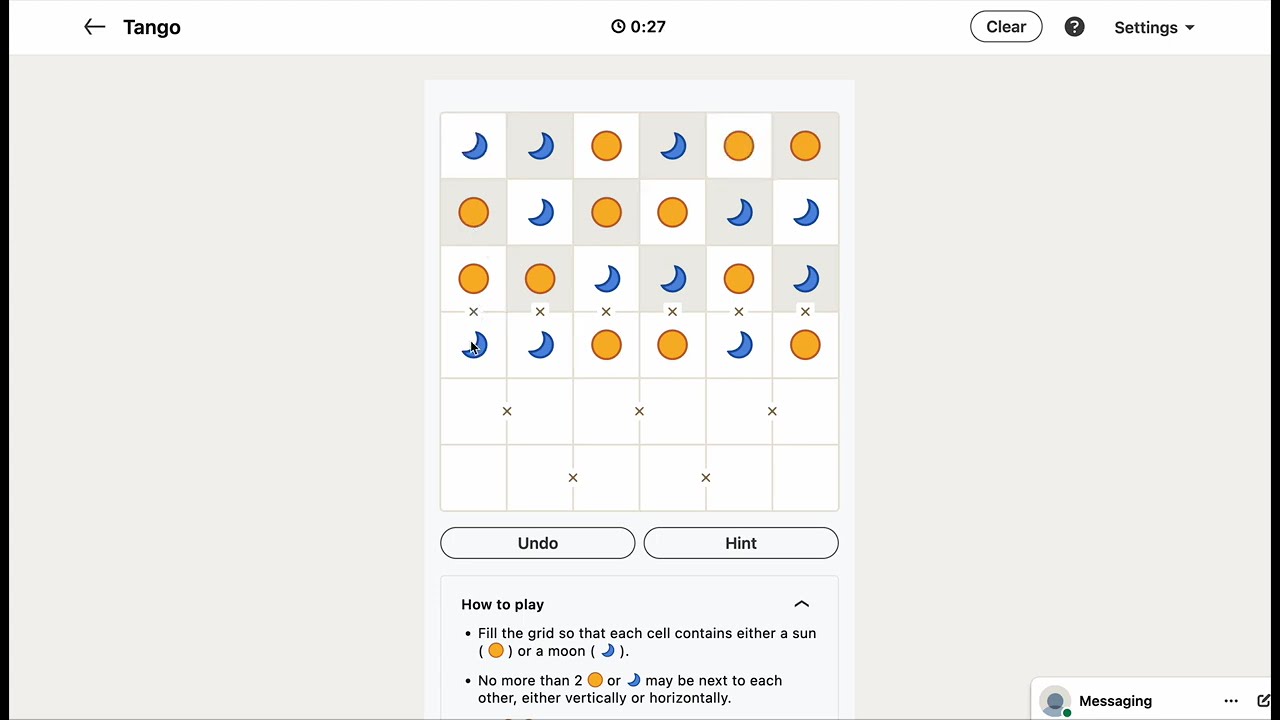 Tango
0:27
Clear
?
Settings
×
×
×
×
×
×
×
×
×
×
×
Undo
Hint
How to play
• Fill the grid so that each cell contains either a sun
( ) or a moon ( ).
• No more than 2 or may be next to each
other, either vertically or horizontally.
Messaging